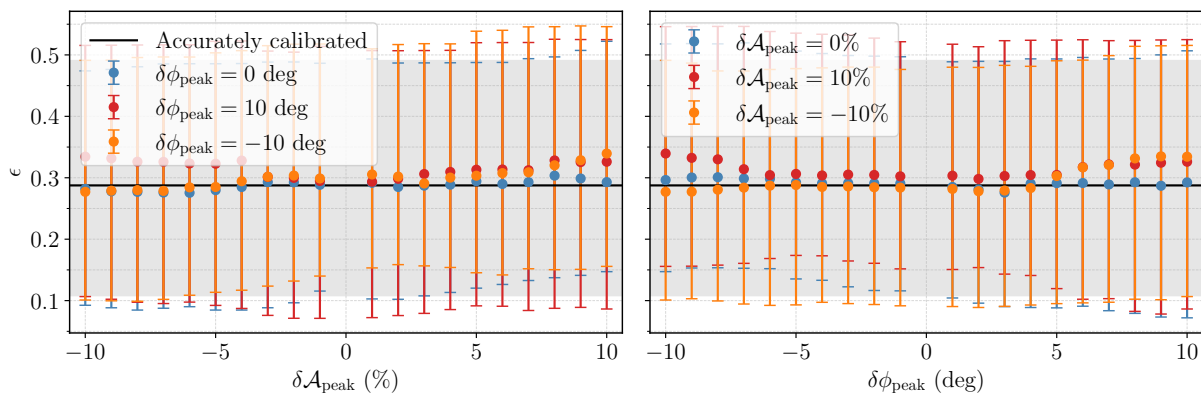 0.5
0.4
0.3
0.2
0.1
ϵ
Accurately calibrated
δϕ_peak = 0 deg
δϕ_peak = 10 deg
δϕ_peak = −10 deg
−10 −5 0 5 10
δ𝒜_peak (%)
δ𝒜_peak = 0%
δ𝒜_peak = 10%
δ𝒜_peak = −10%
−10 −5 0 5 10
δϕ_peak (deg)